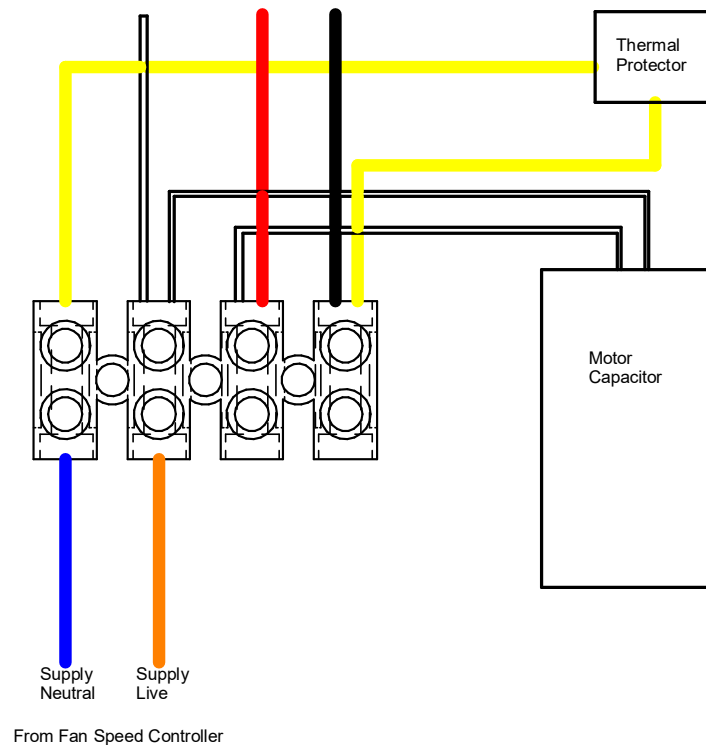 Thermal
Protector
Motor
Capacitor
Supply
Neutral
Supply
Live
From Fan Speed Controller